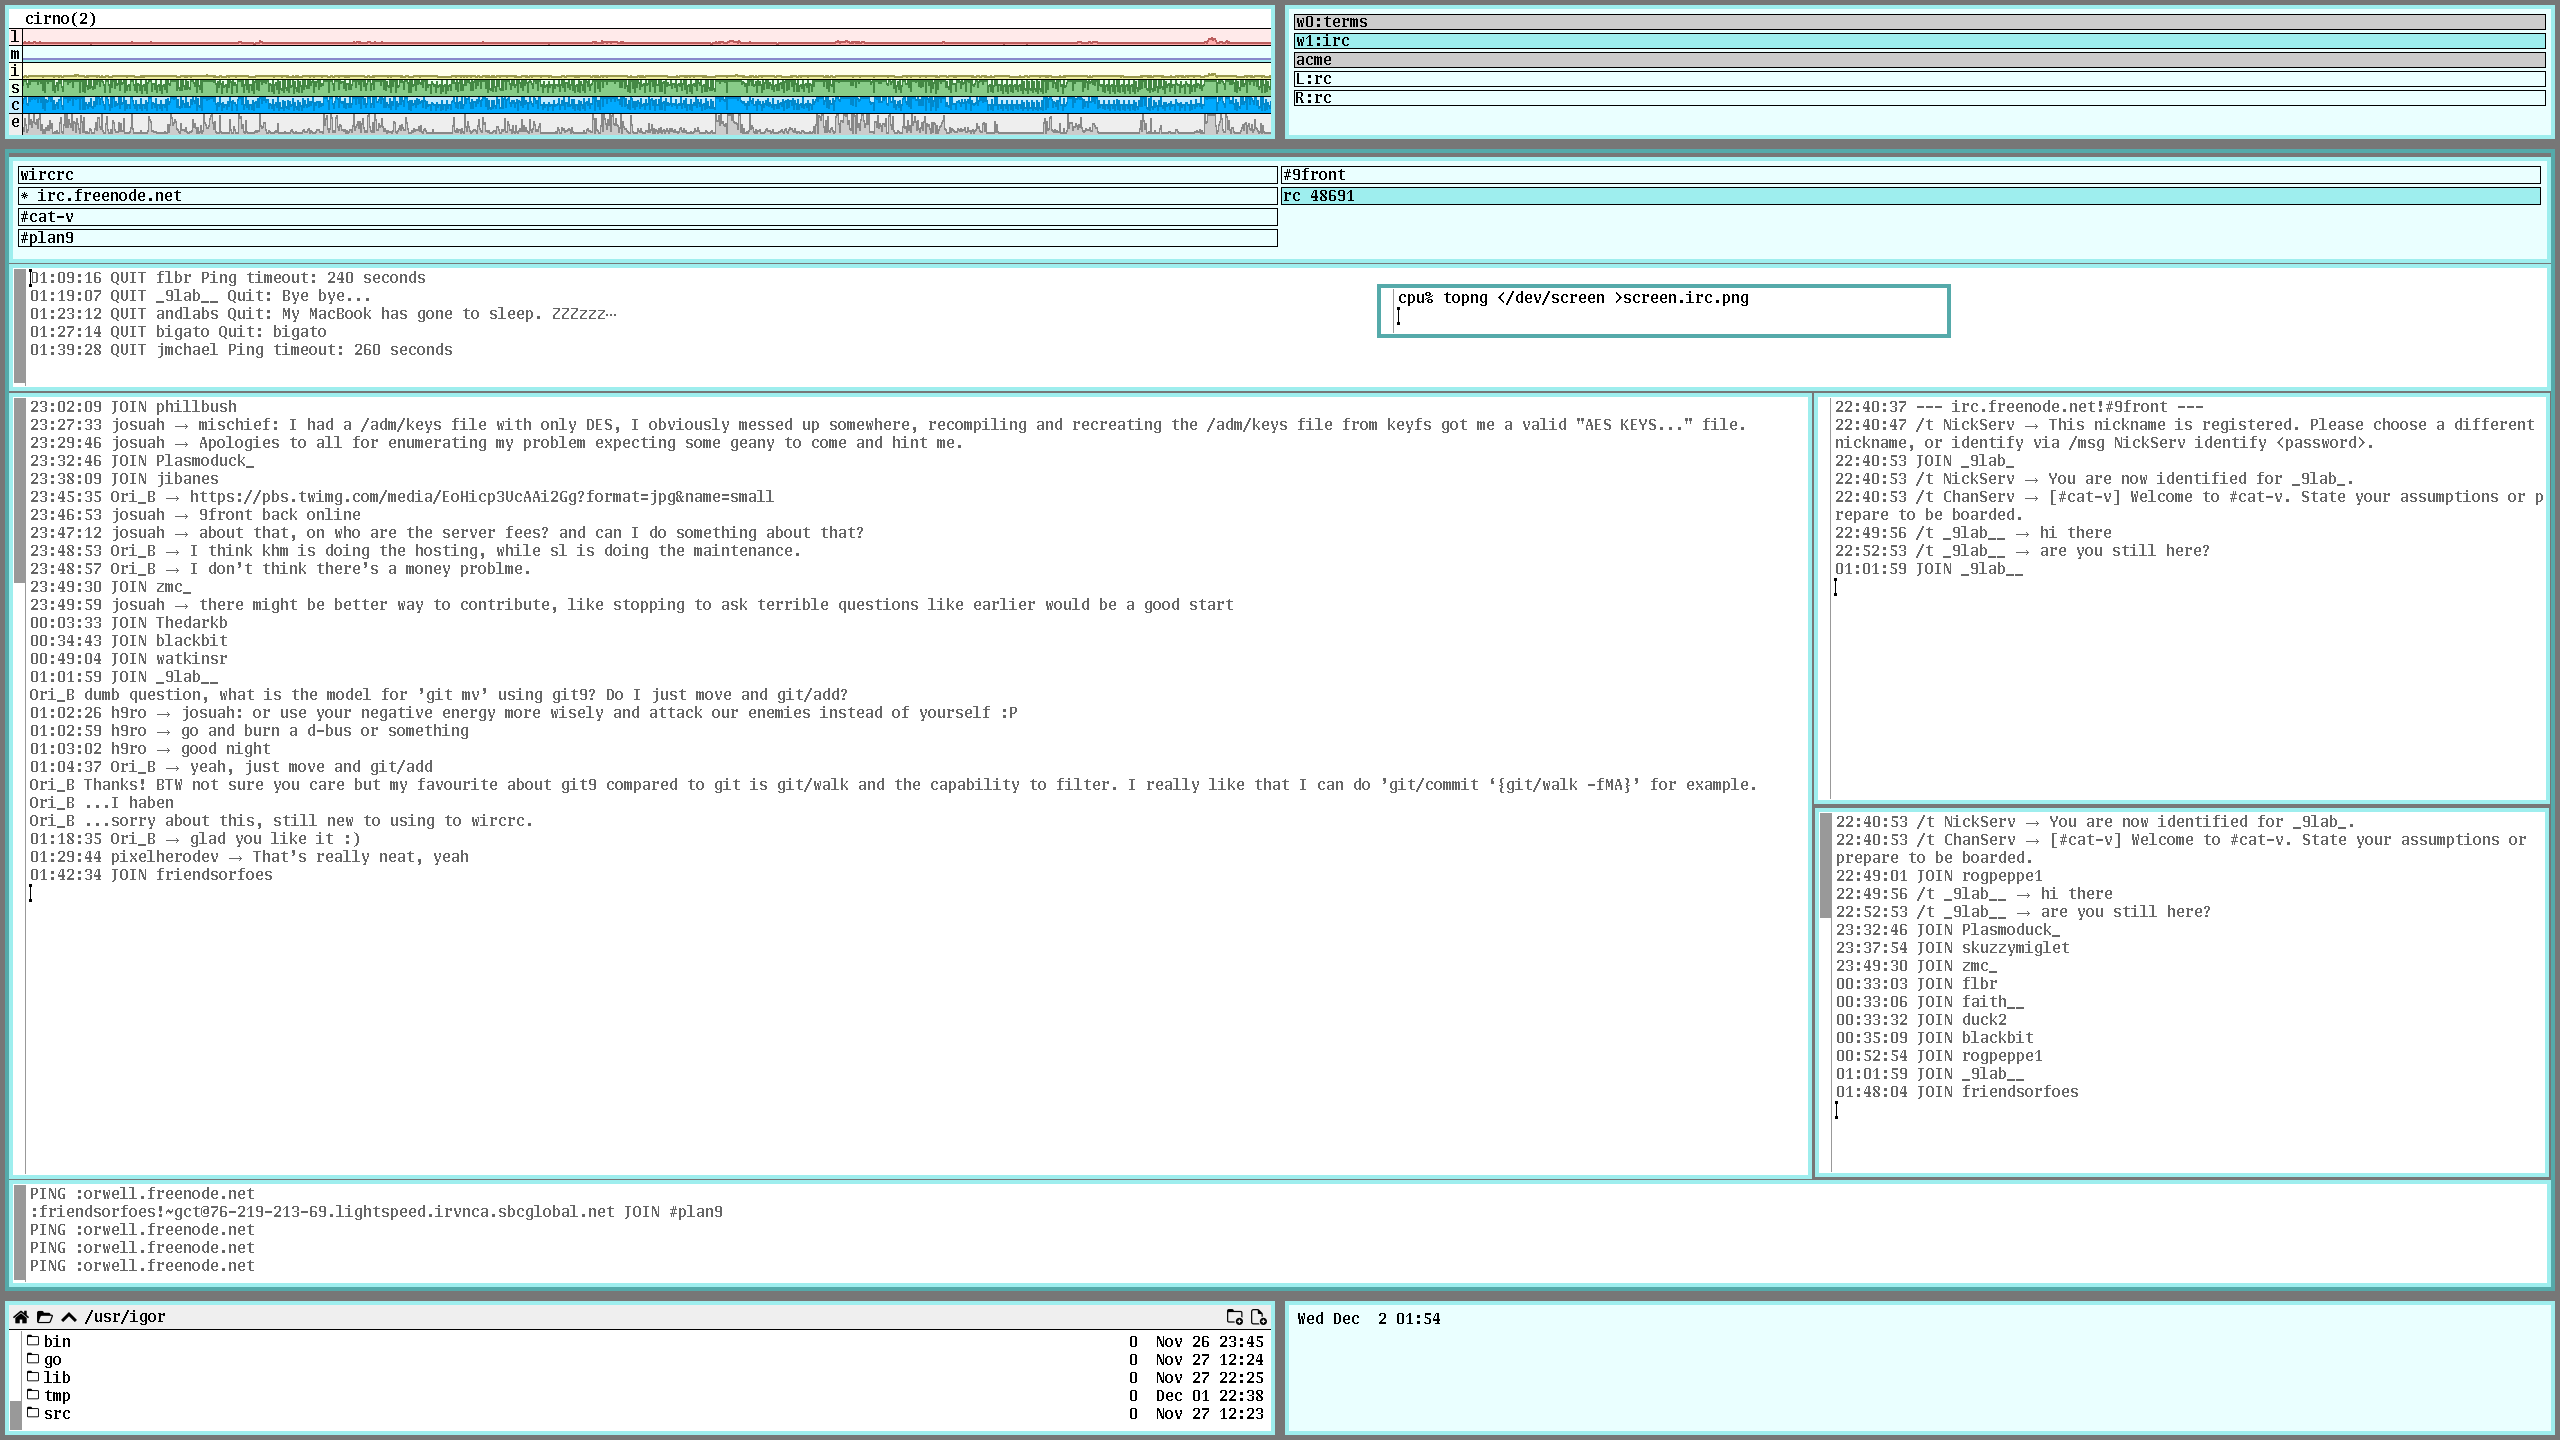 cirno(2)
l
m
i
s
c
e
w0:terms
w1:irc
acme
L:rc
R:rc
wircrc
* irc.freenode.net
#cat-v
#plan9
#9front
rc 48691
01:09:16 QUIT flbr Ping timeout: 240 seconds
01:19:07 QUIT _9lab__ Quit: Bye bye...
01:23:12 QUIT andlabs Quit: My MacBook has gone to sleep. ZZZzzz…
01:27:14 QUIT bigato Quit: bigato
01:39:28 QUIT jmchael Ping timeout: 260 seconds
cpu% topng </dev/screen >screen.irc.png
23:02:09 JOIN phillbush
23:27:33 josuah → mischief: I had a /adm/keys file with only DES, I obviously messed up somewhere, recompiling and recreating the /adm/keys file from keyfs got me a valid "AES KEYS..." file.
23:29:46 josuah → Apologies to all for enumerating my problem expecting some geany to come and hint me.
23:32:46 JOIN Plasmoduck_
23:38:09 JOIN jibanes
23:45:35 Ori_B → https://pbs.twimg.com/media/EoHicp3UcAAi2Gg?format=jpg&name=small
23:46:53 josuah → 9front back online
23:47:12 josuah → about that, on who are the server fees? and can I do something about that?
23:48:53 Ori_B → I think khm is doing the hosting, while sl is doing the maintenance.
23:48:57 Ori_B → I don't think there's a money problme.
23:49:30 JOIN zmc_
23:49:59 josuah → there might be better way to contribute, like stopping to ask terrible questions like earlier would be a good start
00:03:33 JOIN Thedarkb
00:34:43 JOIN blackbit
00:49:04 JOIN watkinsr
01:01:59 JOIN _9lab__
Ori_B dumb question, what is the model for 'git mv' using git9? Do I just move and git/add?
01:02:26 h9ro → josuah: or use your negative energy more wisely and attack our enemies instead of yourself :P
01:02:59 h9ro → go and burn a d-bus or something
01:03:02 h9ro → good night
01:04:37 Ori_B → yeah, just move and git/add
Ori_B Thanks! BTW not sure you care but my favourite about git9 compared to git is git/walk and the capability to filter. I really like that I can do 'git/commit `{git/walk -fMA}' for example.
Ori_B ...I haben
Ori_B ...sorry about this, still new to using to wircrc.
01:18:35 Ori_B → glad you like it :)
01:29:44 pixelherodev → That's really neat, yeah
01:42:34 JOIN friendsorfoes
22:40:37 --- irc.freenode.net!#9front ---
22:40:47 /t NickServ → This nickname is registered. Please choose a different
nickname, or identify via /msg NickServ identify <password>.
22:40:53 JOIN _9lab_
22:40:53 /t NickServ → You are now identified for _9lab_.
22:40:53 /t ChanServ → [#cat-v] Welcome to #cat-v. State your assumptions or p
repare to be boarded.
22:49:56 /t _9lab__ → hi there
22:52:53 /t _9lab__ → are you still here?
01:01:59 JOIN _9lab__
22:40:53 /t NickServ → You are now identified for _9lab_.
22:40:53 /t ChanServ → [#cat-v] Welcome to #cat-v. State your assumptions or
prepare to be boarded.
22:49:01 JOIN rogpeppe1
22:49:56 /t _9lab__ → hi there
22:52:53 /t _9lab__ → are you still here?
23:32:46 JOIN Plasmoduck_
23:37:54 JOIN skuzzymiglet
23:49:30 JOIN zmc_
00:33:03 JOIN flbr
00:33:06 JOIN faith__
00:33:32 JOIN duck2
00:35:09 JOIN blackbit
00:52:54 JOIN rogpeppe1
01:01:59 JOIN _9lab__
01:48:04 JOIN friendsorfoes
PING :orwell.freenode.net
:friendsorfoes!~gct@76-219-213-69.lightspeed.irvnca.sbcglobal.net JOIN #plan9
PING :orwell.freenode.net
PING :orwell.freenode.net
PING :orwell.freenode.net
/usr/igor
bin 0 Nov 26 23:45
go 0 Nov 27 12:24
lib 0 Nov 27 22:25
tmp 0 Dec 01 22:38
src 0 Nov 27 12:23
Wed Dec  2 01:54